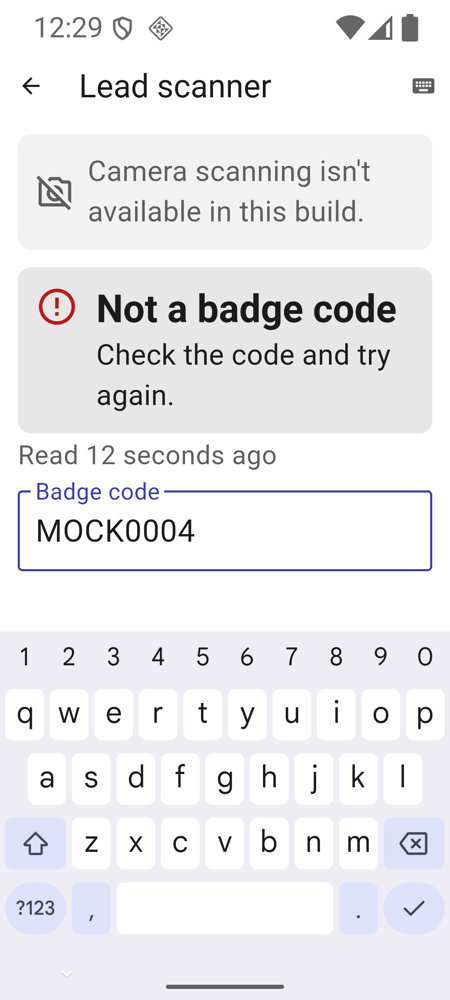 12:29
Lead scanner
Camera scanning isn't
available in this build.
Not a badge code
Check the code and try
again.
Read 12 seconds ago
Badge code
MOCK0004
1 2 3 4 5 6 7 8 9 0
q w e r t y u i o p
a s d f g h j k l
z x c v b n m
?123 , .